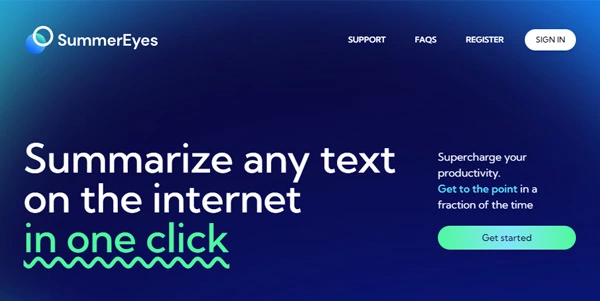 SummerEyes
SUPPORT
FAQS
REGISTER
SIGN IN
Summarize any text
on the internet
in one click
Supercharge your
productivity.
Get to the point in a
fraction of the time
Get started